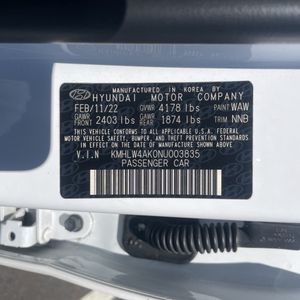 MANUFACTURED IN KOREA BY
HYUNDAI MOTOR COMPANY
FEB/11/22 GVWR 4178 lbs PAINT WAW
GAWR FRONT 2403 lbs GAWR REAR 1874 lbs TRIM NNB
THIS VEHICLE CONFORMS TO ALL APPLICABLE
FEDERAL MOTOR VEHICLE SAFETY, BUMPER,
AND THEFT PREVENTION STANDARDS IN EFFECT
ON THE DATE OF MANUFACTURE SHOWN ABOVE.
V.I.N KMHLW4AK0NU003835
PASSENGER CAR